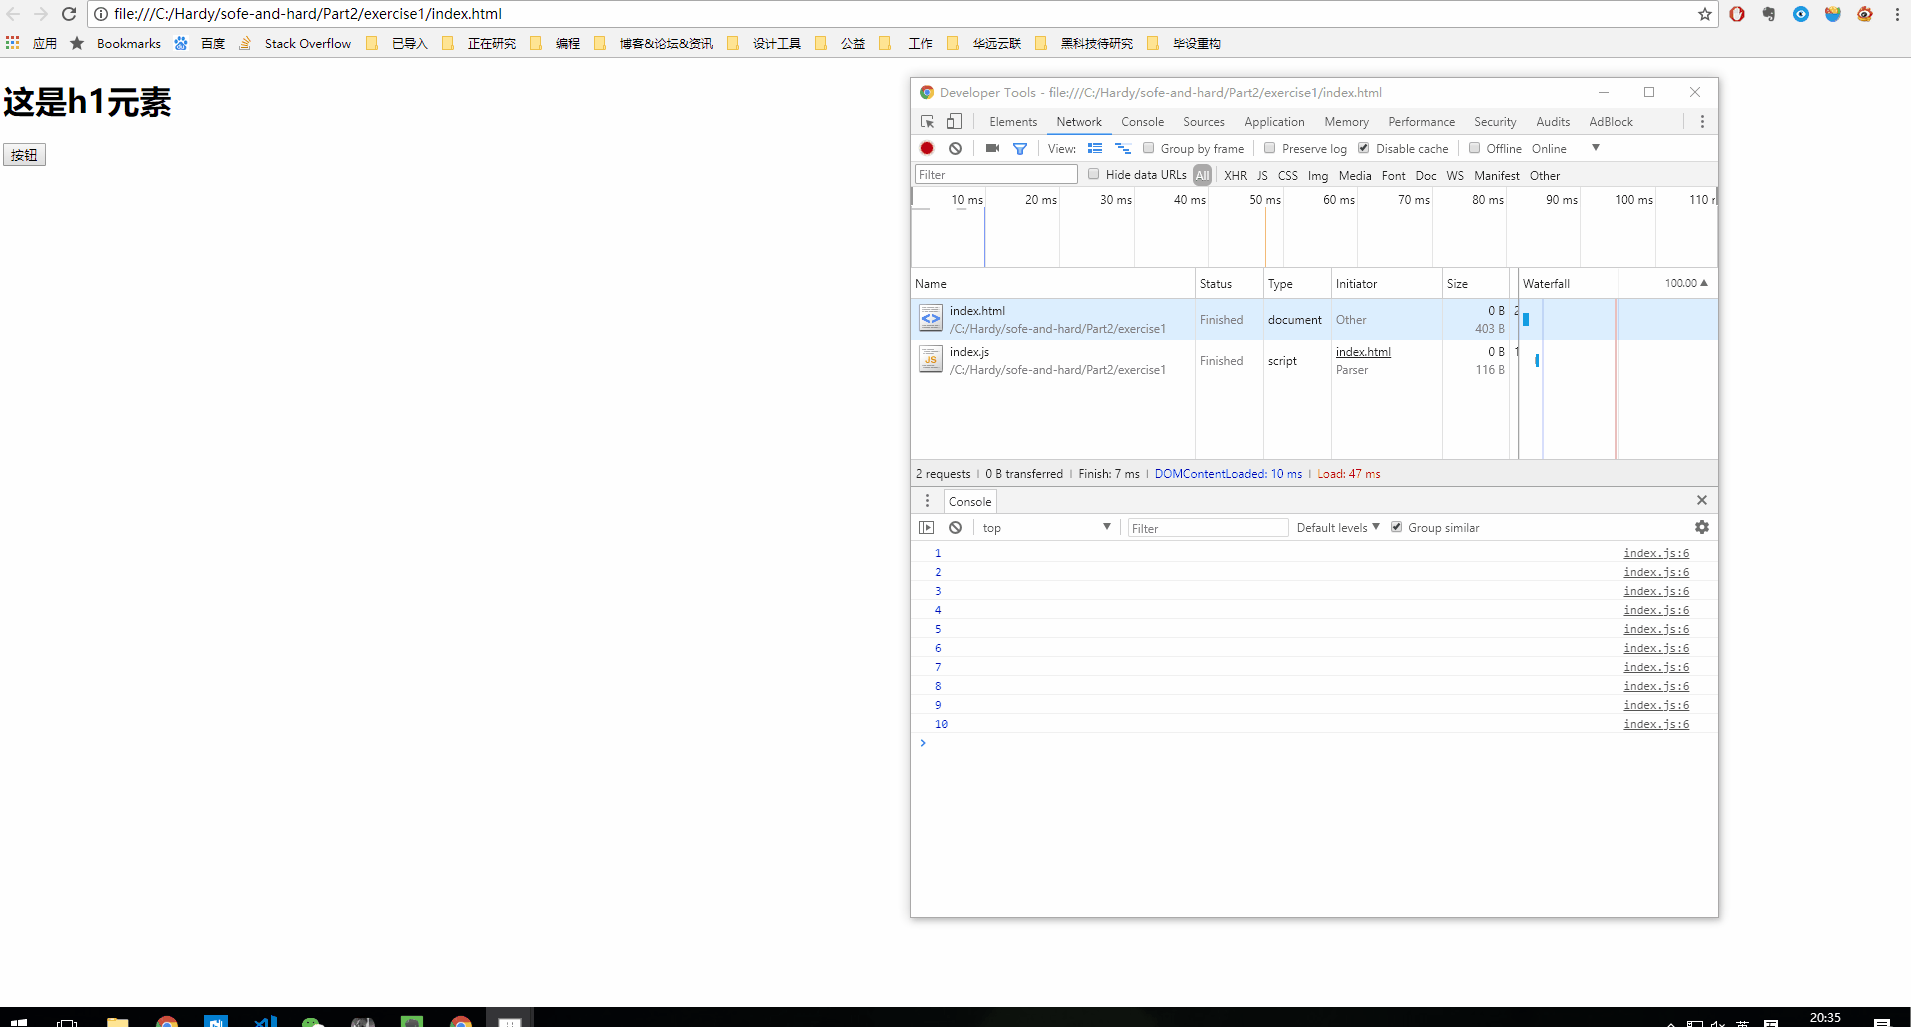 file:///C:/Hardy/sofe-and-hard/Part2/exercise1/index.html
应用 Bookmarks 百度 Stack Overflow 已导入 正在研究 编程 博客&论坛&资讯 设计工具 公益 工作 华远云联 黑科技待研究 毕设重构
这是h1元素
按钮
Developer Tools - file:///C:/Hardy/sofe-and-hard/Part2/exercise1/index.html
Elements Network Console Sources Application Memory Performance Security Audits AdBlock
View: Group by frame Preserve log Disable cache Offline Online
Filter Hide data URLs All XHR JS CSS Img Media Font Doc WS Manifest Other
10 ms 20 ms 30 ms 40 ms 50 ms 60 ms 70 ms 80 ms 90 ms 100 ms 110
Name Status Type Initiator Size Waterfall 100.00
index.html 0 B 2
Finished document Other
/C:/Hardy/sofe-and-hard/Part2/exercise1 403 B
index.js index.html 0 B 1
Finished script
/C:/Hardy/sofe-and-hard/Part2/exercise1 Parser 116 B
2 requests | 0 B transferred | Finish: 7 ms | DOMContentLoaded: 10 ms | Load: 47 ms
Console
top Filter Default levels Group similar
1 index.js:6
2 index.js:6
3 index.js:6
4 index.js:6
5 index.js:6
6 index.js:6
7 index.js:6
8 index.js:6
9 index.js:6
10 index.js:6
20:35